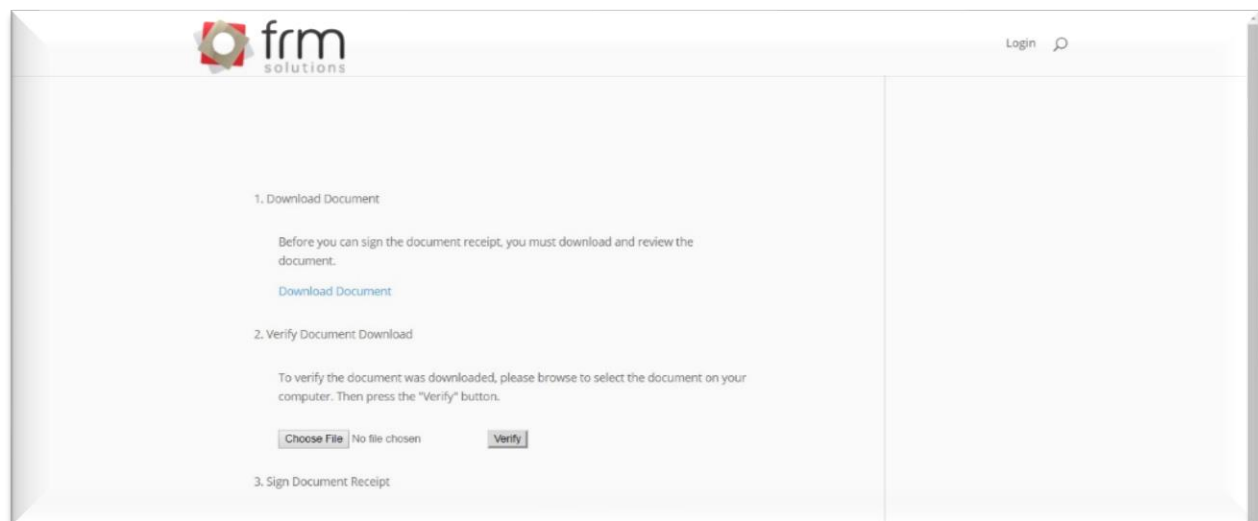 frm
solutions
Login
1. Download Document
Before you can sign the document receipt, you must download and review the
document.
Download Document
2. Verify Document Download
To verify the document was downloaded, please browse to select the document on your
computer. Then press the "Verify" button.
Choose File No file chosen Verify
3. Sign Document Receipt